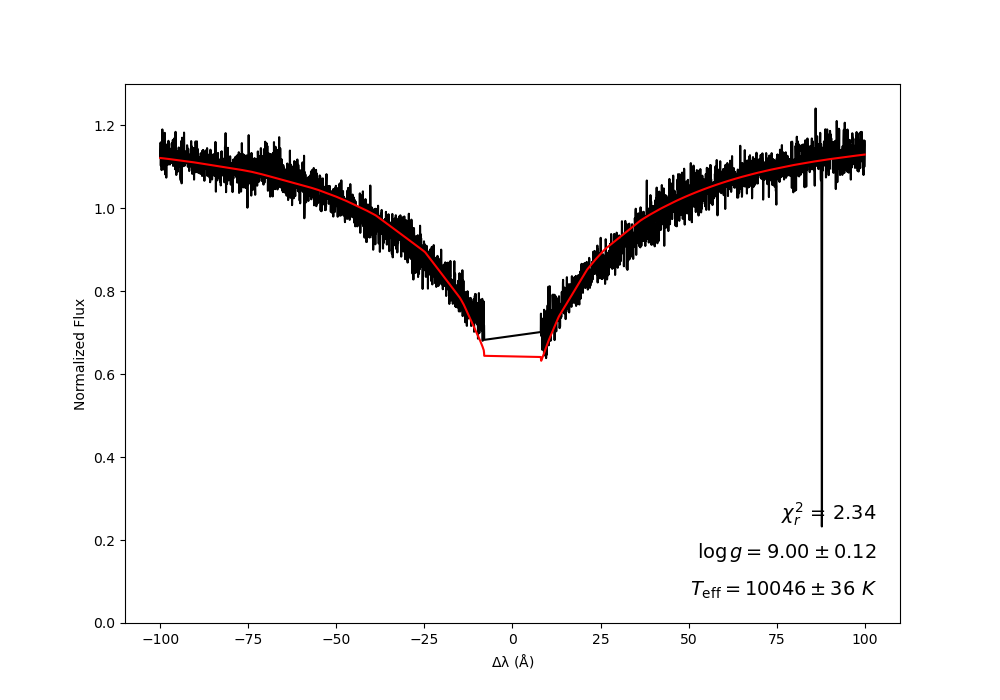 1.2
1.0
0.8
0.6
0.4
0.2
0.0
Normalized Flux
χ²ᵣ = 2.34
log g = 9.00 ± 0.12
T_eff = 10046 ± 36 K
−100 −75 −50 −25 0 25 50 75 100
Δλ (Å)